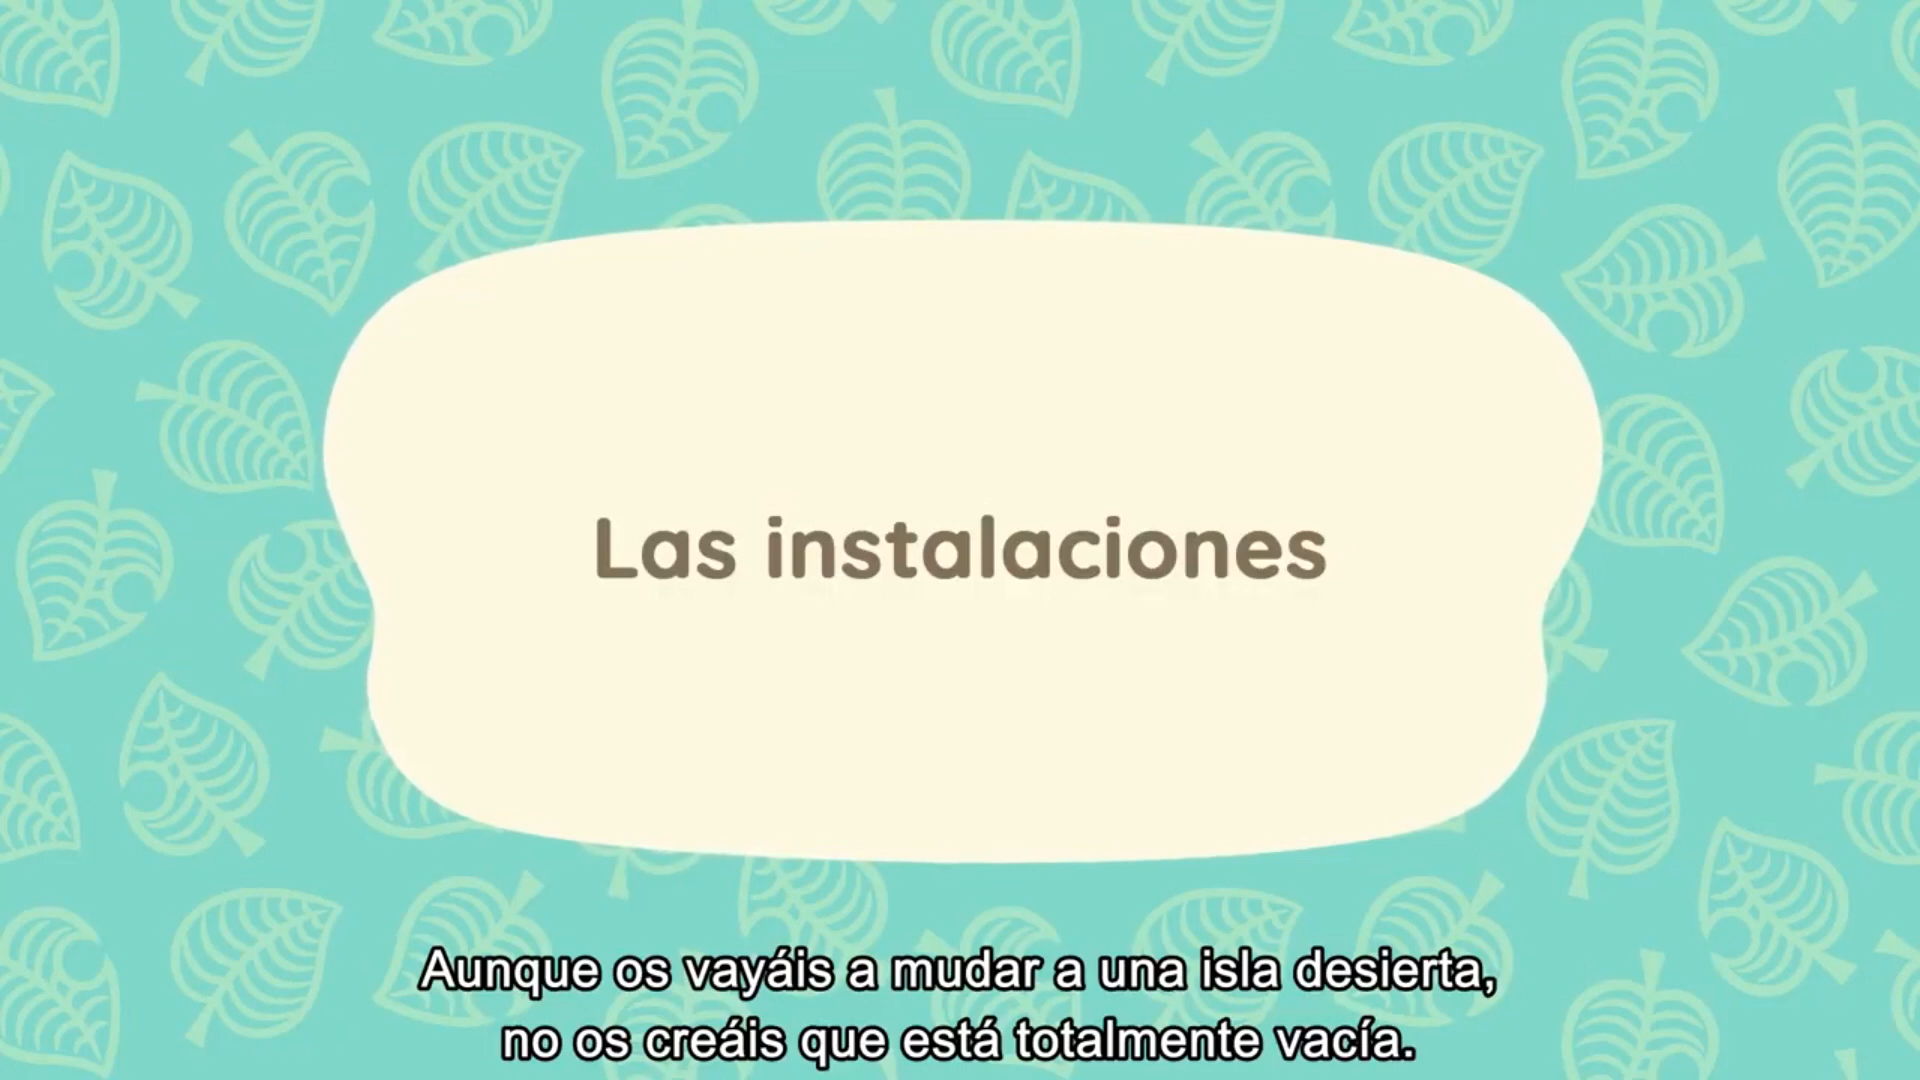 Las instalaciones
Aunque os vayáis a mudar a una isla desierta,
no os creáis que está totalmente vacía.